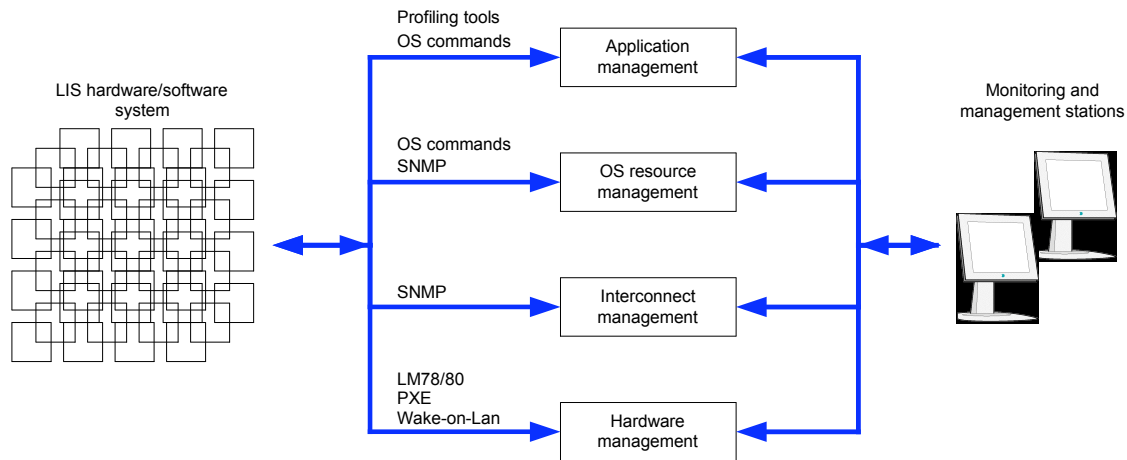 Profiling tools
OS commands
Application
management
LIS hardware/software
system
Monitoring and
management stations
OS commands
SNMP
OS resource
management
SNMP
Interconnect
management
LM78/80
PXE
Wake-on-Lan
Hardware
management